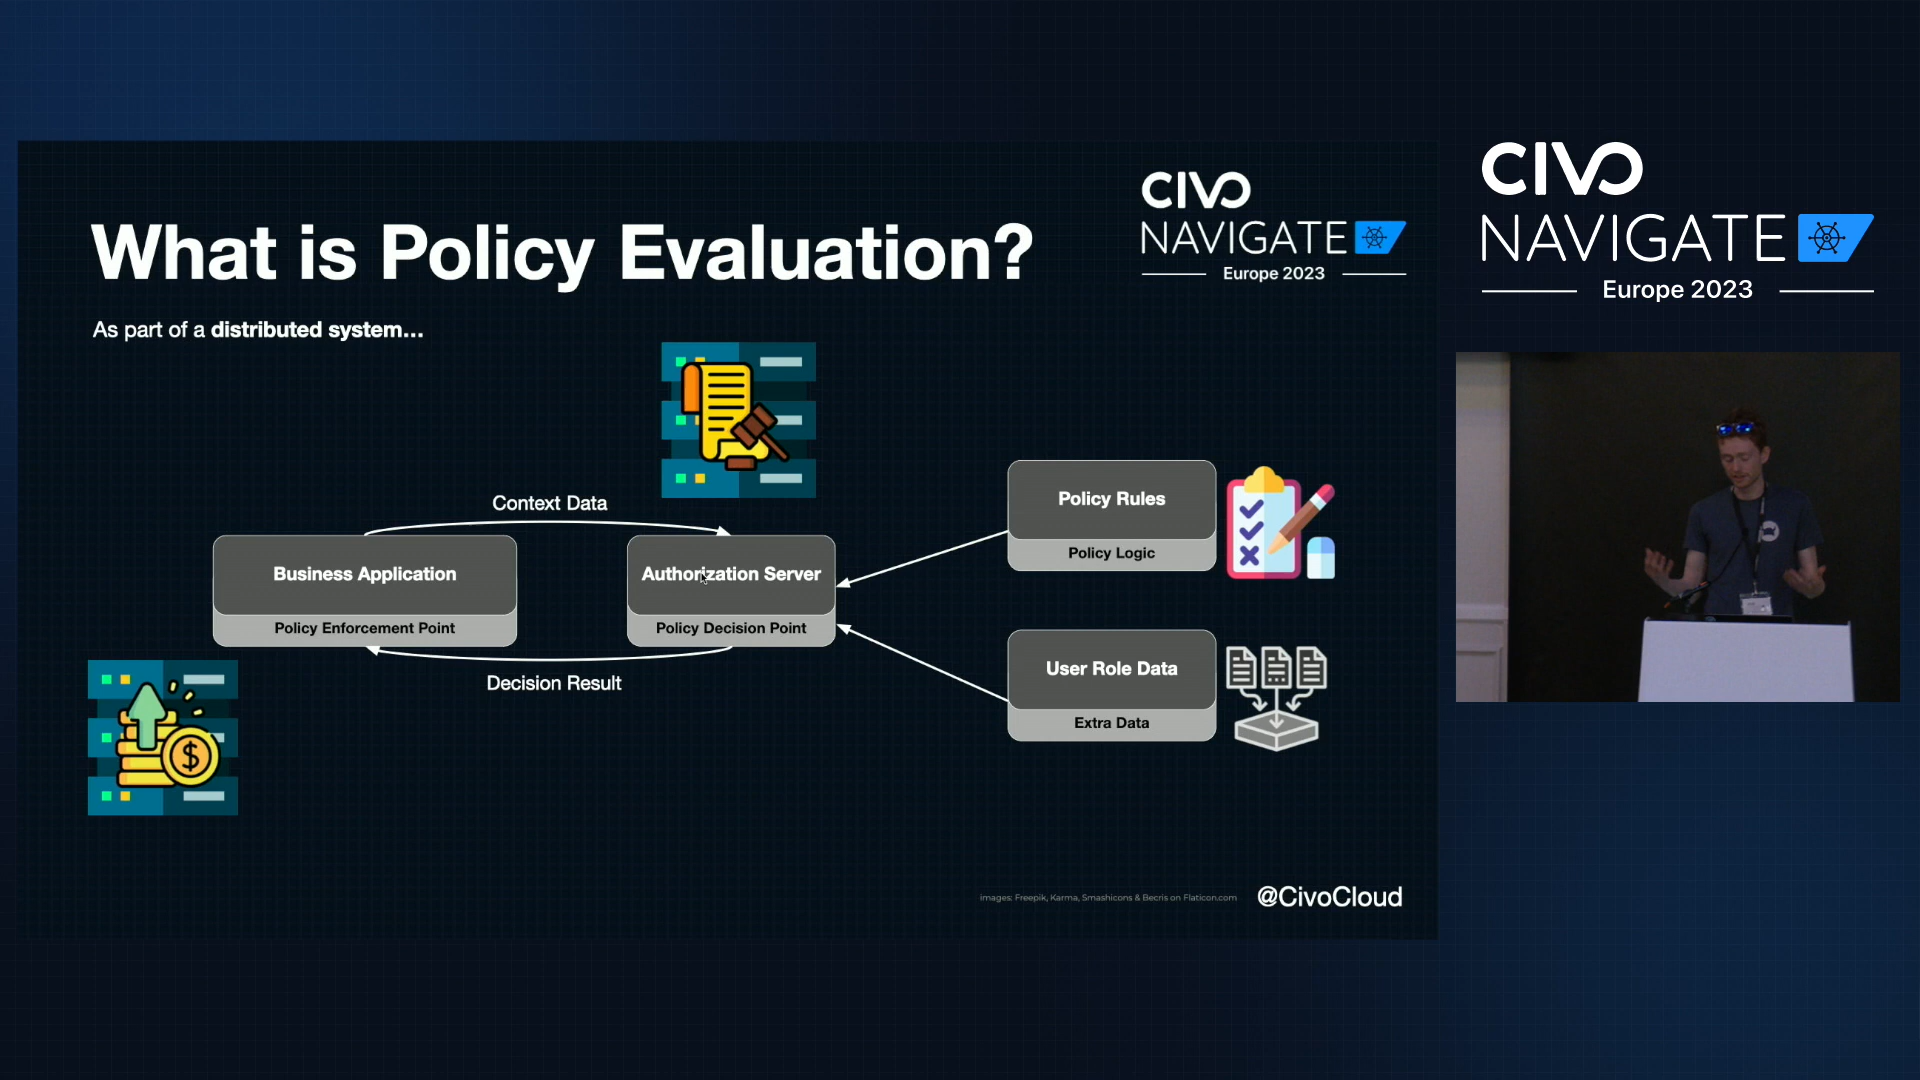 CIVO
NAVIGATE
Europe 2023
What is Policy Evaluation?
As part of a distributed system...
Context Data
Business Application
Policy Enforcement Point
Authorization Server
Policy Decision Point
Decision Result
Policy Rules
Policy Logic
User Role Data
Extra Data
images: Freepik, Karma, Smashicons & Becris on Flaticon.com
@CivoCloud
CIVO
NAVIGATE
Europe 2023